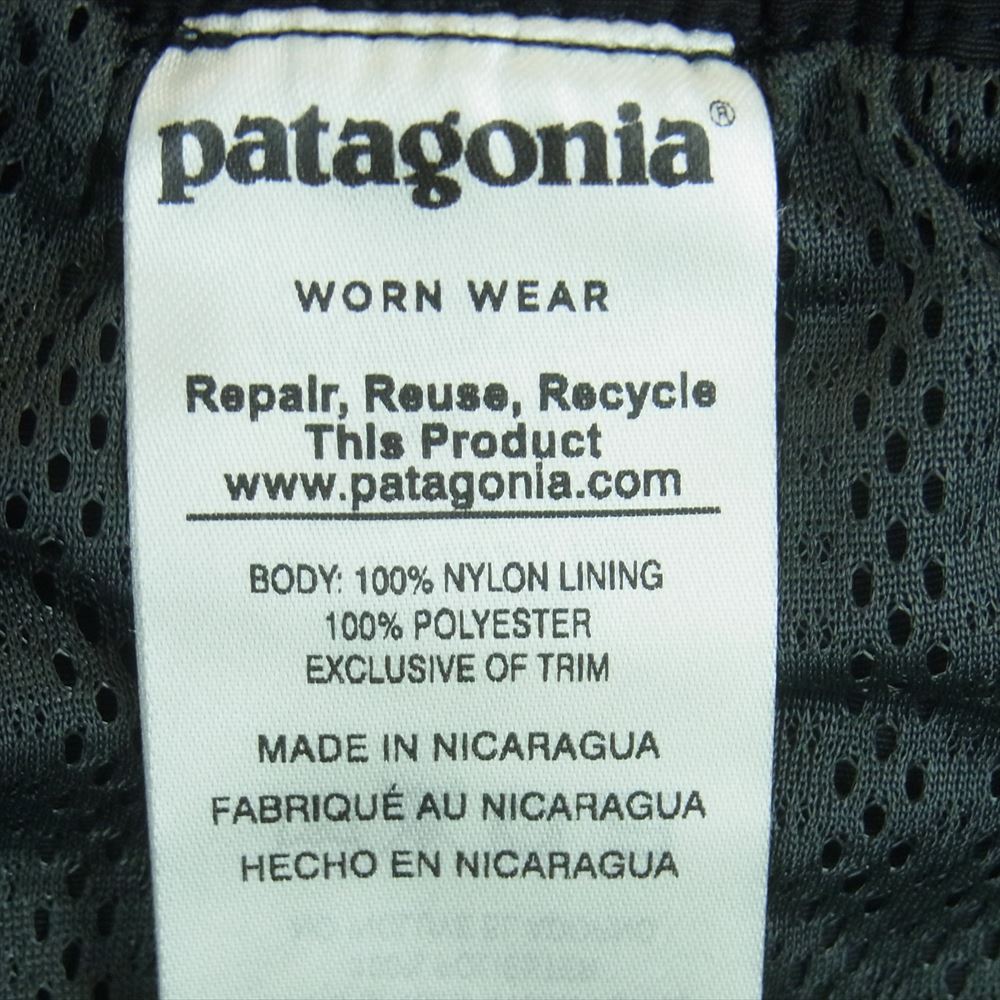 patagonia®
WORN WEAR
Repair, Reuse, Recycle
This Product
www.patagonia.com
BODY: 100% NYLON LINING
100% POLYESTER
EXCLUSIVE OF TRIM
MADE IN NICARAGUA
FABRIQUÉ AU NICARAGUA
HECHO EN NICARAGUA